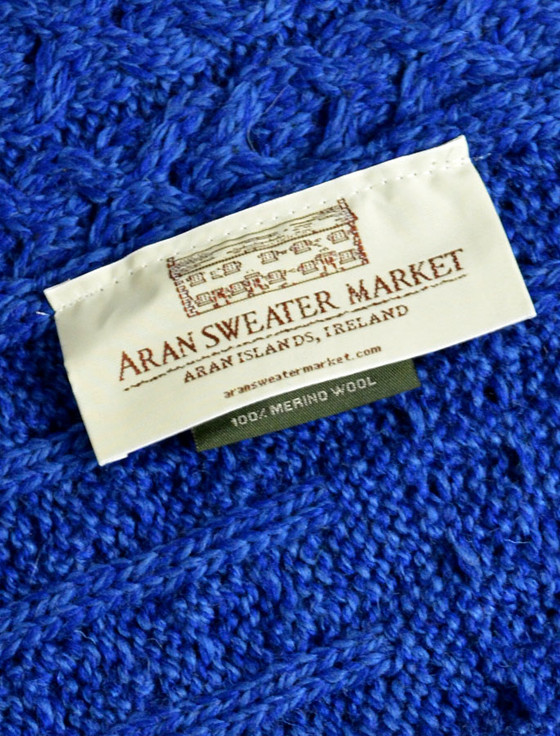 ARAN SWEATER MARKET
ARAN ISLANDS, IRELAND
aransweatermarket.com
100% MERINO WOOL